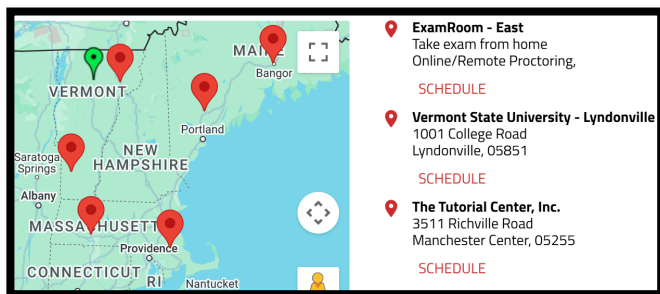 MAINE
Bangor
VERMONT
Portland
NEW
HAMPSHIRE
Saratoga
Springs
Albany
MASSACHUSETTS
Providence
CONNECTICUT
RI
Nantucket
ExamRoom - East
Take exam from home
Online/Remote Proctoring,
SCHEDULE
Vermont State University - Lyndonville
1001 College Road
Lyndonville, 05851
SCHEDULE
The Tutorial Center, Inc.
3511 Richville Road
Manchester Center, 05255
SCHEDULE